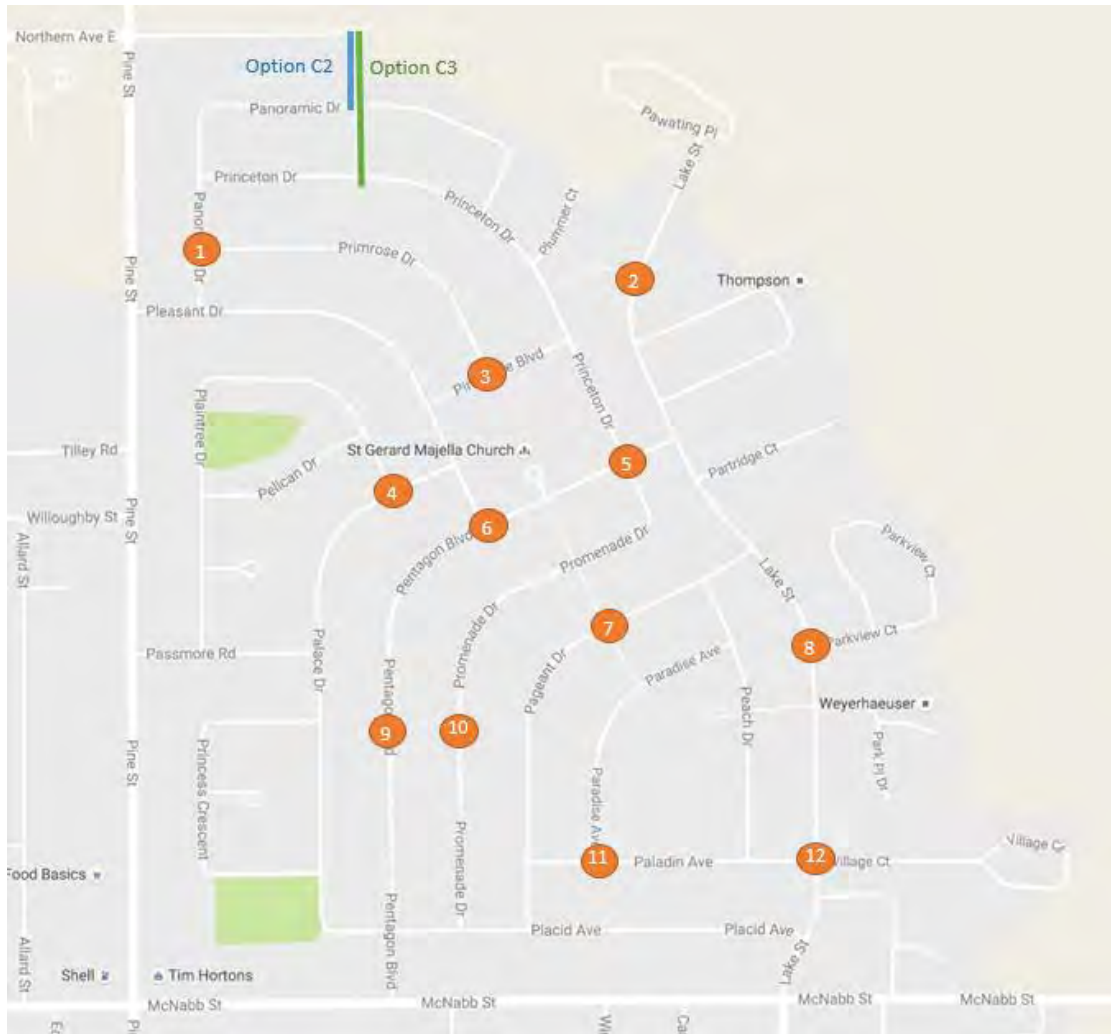 Northern Ave E
Pine St
Option C2
Option C3
Panoramic Dr
Pawating Pl
Lake St
Princeton Dr
Princeton Dr
Plummer Ct
1
Primrose Dr
2
Thompson
Pine St
Pleasant Dr
3
Blvd
Princeton Dr
Plaintree Dr
Tilley Rd
St Gerard Majella Church
Pelican Dr
4
5
Partridge Ct
Willoughby St
Pine St
6
Pentagon Blvd
Promenade Dr
Allard St
Parkview Ct
Lake St
7
8
Parkview Ct
Passmore Rd
Palace Dr
Promenade Dr
Pageant Dr
Paradise Ave
Weyerhaeuser
9
10
Peach Dr
Park Pl Dr
Pine St
Princess Crescent
Promenade Dr
Paradise Ave
11
Paladin Ave
12
Village Ct
Village Cr
Food Basics
Pentagon Blvd
Placid Ave
Placid Ave
Lake St
Allard St
Shell
Tim Hortons
McNabb St
McNabb St
McNabb St
McNabb St